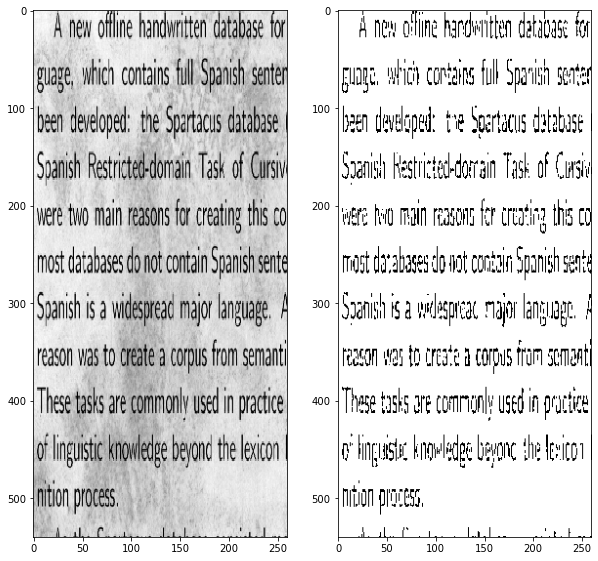 0
100
200
300
400
500
A new offline handwritten database for
guage, which contains full Spanish senten
been developed: the Spartacus database
Spanish Restricted-domain Task of Cursiv
were two main reasons for creating this co
most databases do not contain Spanish sente
Spanish is a widespread major language. A
reason was to create a corpus from semanti
These tasks are commonly used in practice
of linguistic knowledge beyond the lexicon
nition process.
0 50 100 150 200 250
0
100
200
300
400
500
A new offline handwritten database for
guage, which contains full Spanish senten
been developed: the Spartacus database
Spanish Restricted-domain Task of Cursiv
were two main reasons for creating this co
most databases do not contain Spanish sente
Spanish is a widespread major language. A
reason was to create a corpus from semanti
These tasks are commonly used in practice
of linguistic knowledge beyond the lexicon
nition process.
0 50 100 150 200 250